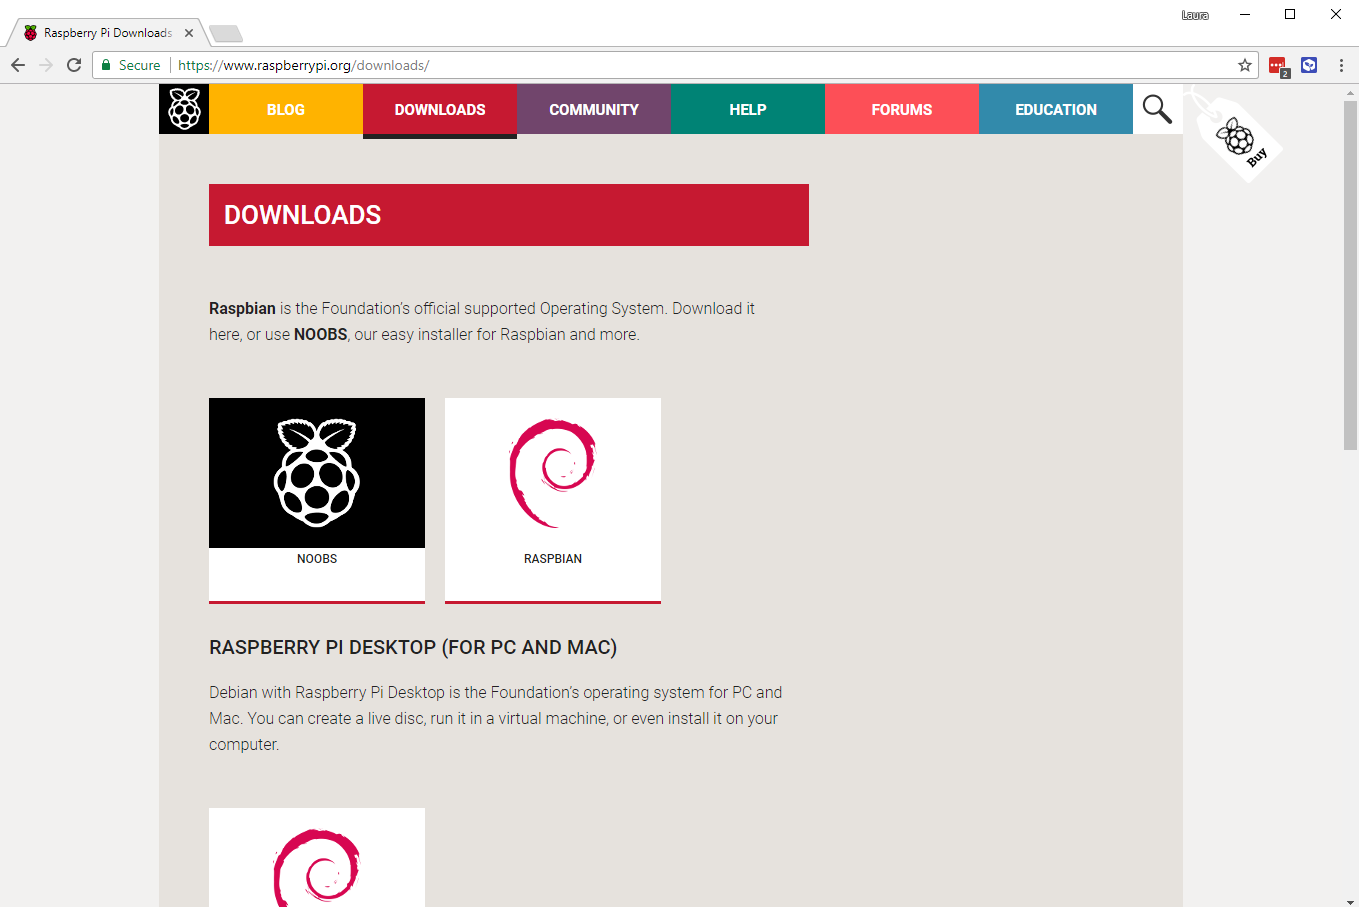 Laura
Raspberry Pi Downloads
Secure https://www.raspberrypi.org/downloads/
2
BLOG DOWNLOADS COMMUNITY HELP FORUMS EDUCATION
Buy
DOWNLOADS
Raspbian is the Foundation's official supported Operating System. Download it
here, or use NOOBS, our easy installer for Raspbian and more.
NOOBS RASPBIAN
RASPBERRY PI DESKTOP (FOR PC AND MAC)
Debian with Raspberry Pi Desktop is the Foundation's operating system for PC and
Mac. You can create a live disc, run it in a virtual machine, or even install it on your
computer.